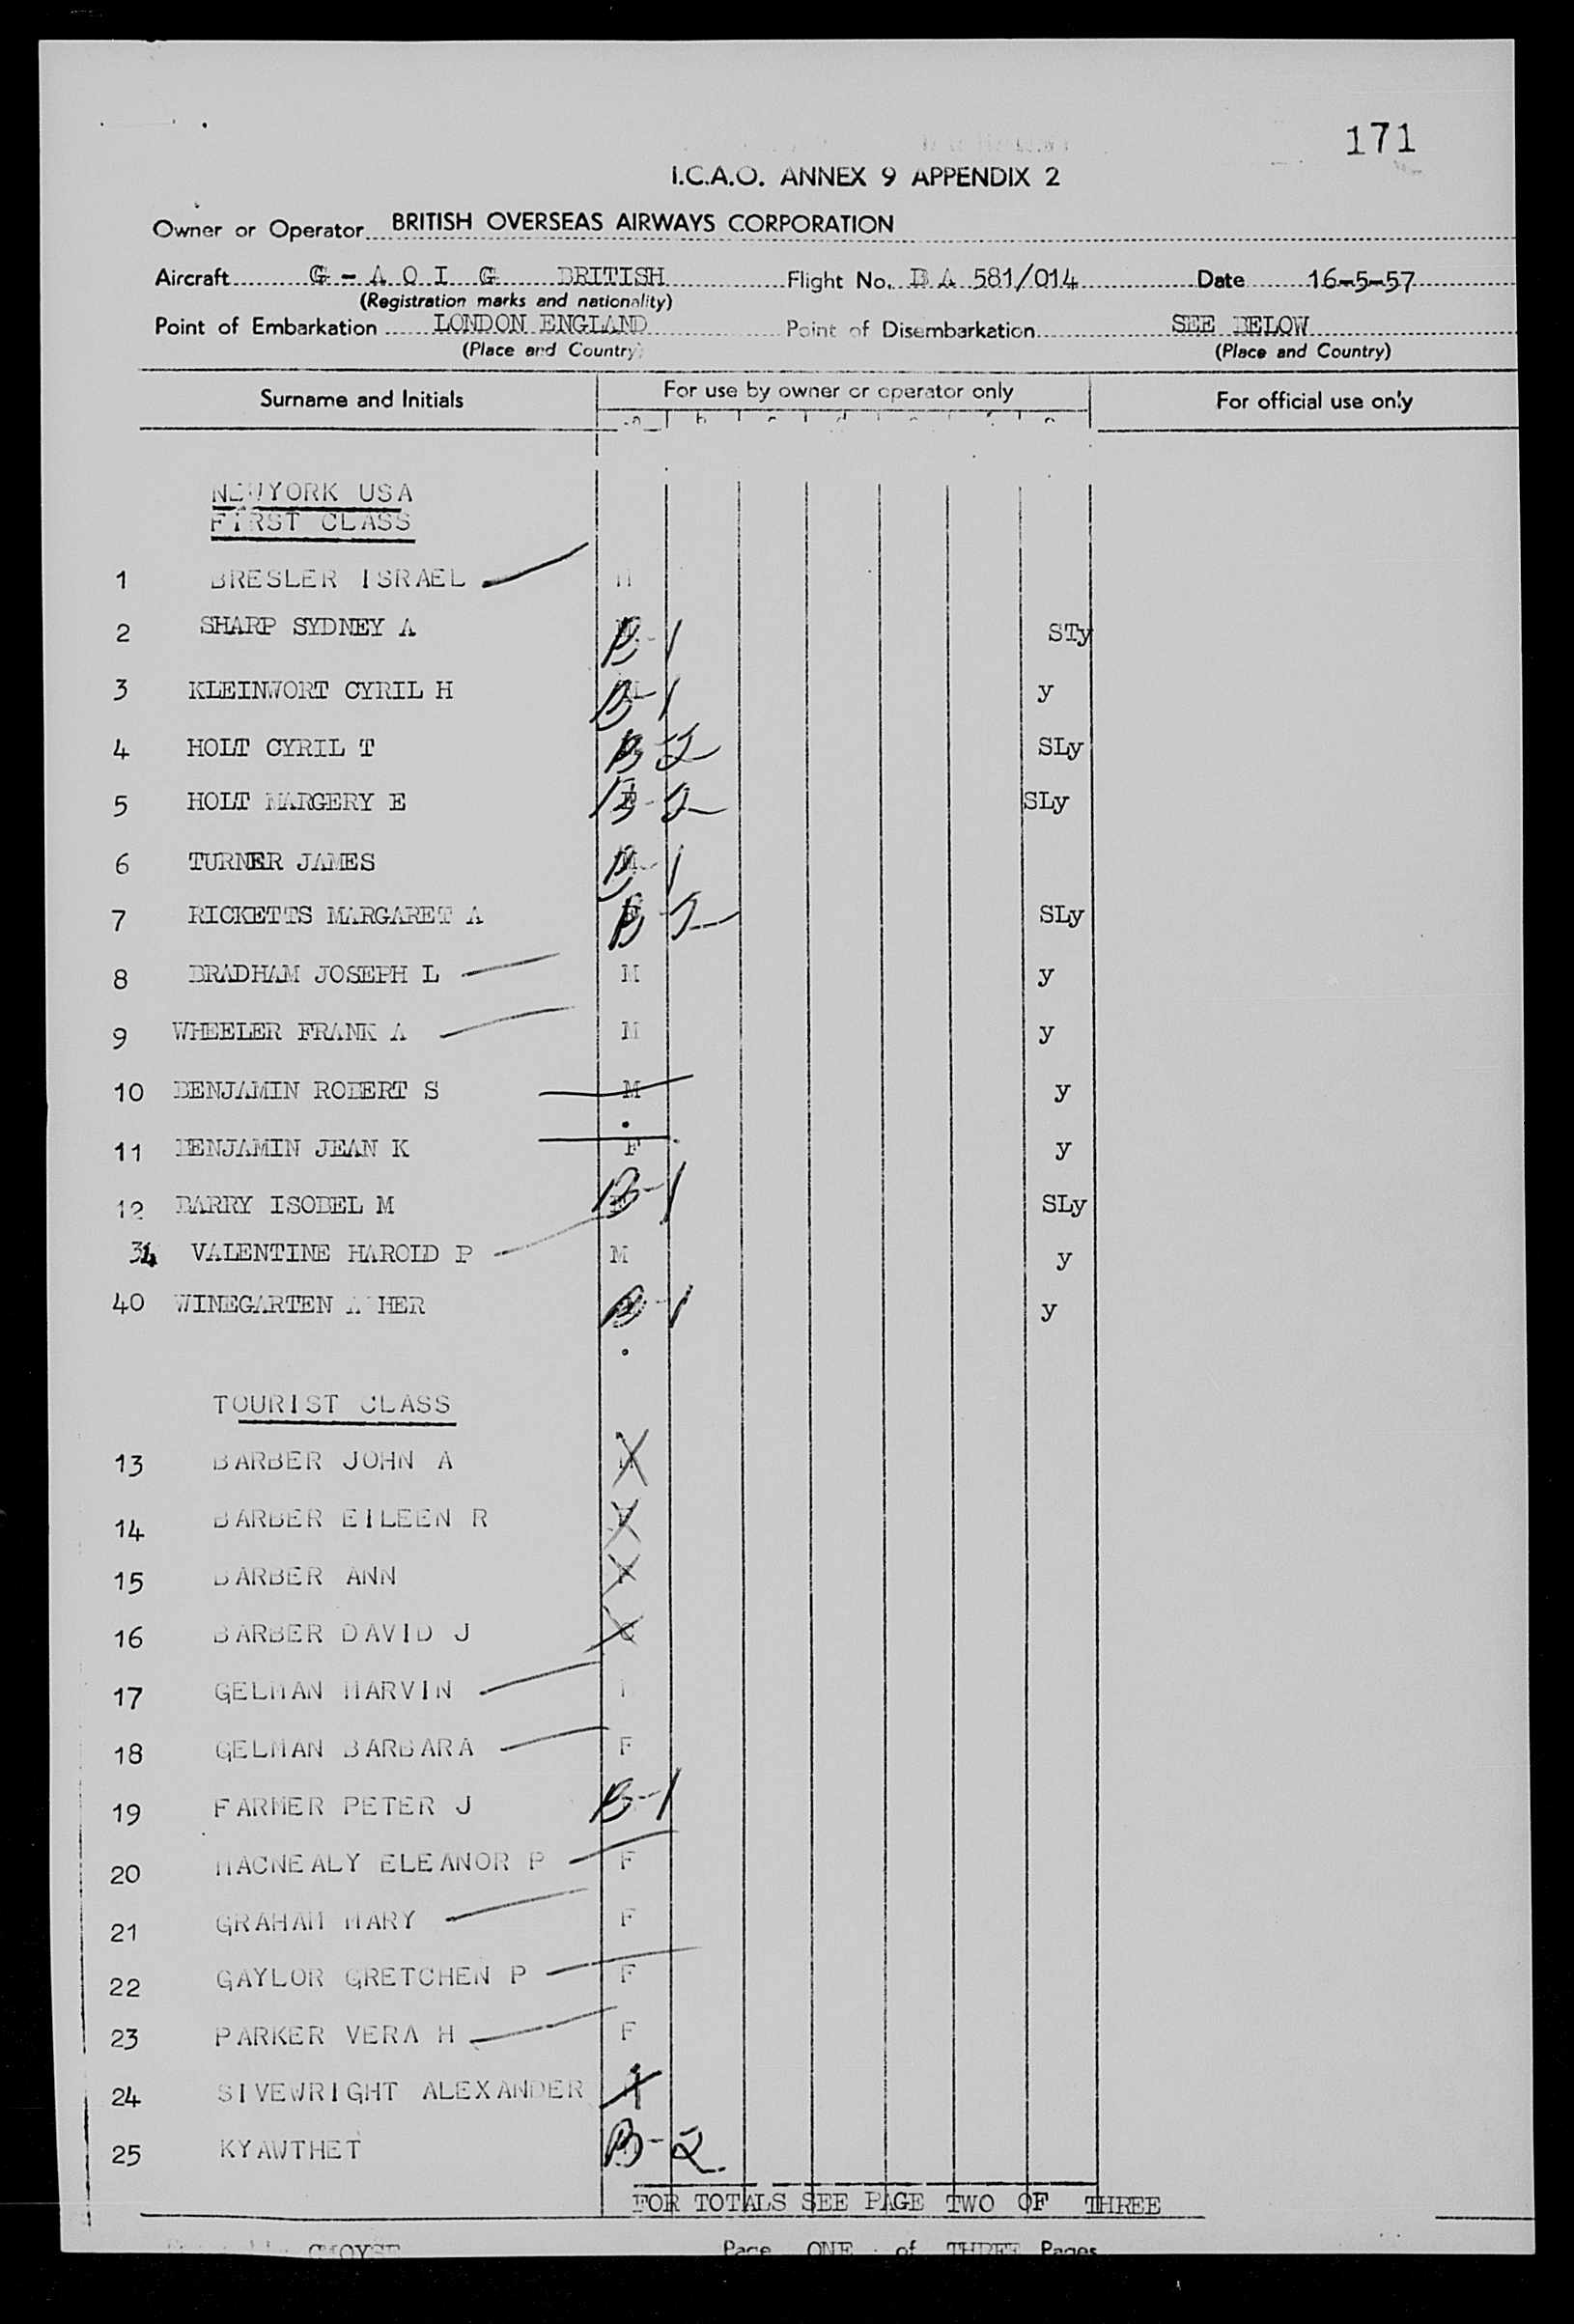 171
I.C.A.O. ANNEX 9 APPENDIX 2
Owner or Operator BRITISH OVERSEAS AIRWAYS CORPORATION
Aircraft G - A O I G BRITISH Flight No. B A 581/014 Date 16-5-57
(Registration marks and nationality)
Point of Embarkation LONDON ENGLAND Point of Disembarkation SEE BELOW
(Place and Country) (Place and Country)
Surname and Initials For use by owner or operator only For official use only
NEWYORK USA
FIRST CLASS
1 BRESLER ISRAEL
2 SHARP SYDNEY A B-1 STy
3 KLEINWORT CYRIL H B-1 y
4 HOLT CYRIL T B-2 SLy
5 HOLT MARGERY E B-2 SLy
6 TURNER JAMES B-1
7 RICKETTS MARGARET A B-2 SLy
8 BRADHAM JOSEPH L M y
9 WHEELER FRANK A M y
10 BENJAMIN ROBERT S M y
11 BENJAMIN JEAN K F y
12 BARRY ISOBEL M B-1 SLy
34 VALENTINE HAROLD P M y
40 WINEGARTEN A HER B-1 y
TOURIST CLASS
13 BARBER JOHN A
14 BARBER EILEEN R
15 BARBER ANN
16 BARBER DAVID J
17 GELMAN MARVIN
18 GELMAN BARBARA F
19 FARMER PETER J B-1
20 MACNEALY ELEANOR P F
21 GRAHAM MARY F
22 GAYLOR GRETCHEN P F
23 PARKER VERA H F
24 SIVEWRIGHT ALEXANDER
25 KYAWTHET B-2
FOR TOTALS SEE PAGE TWO OF THREE
Page ONE of THREE Pages